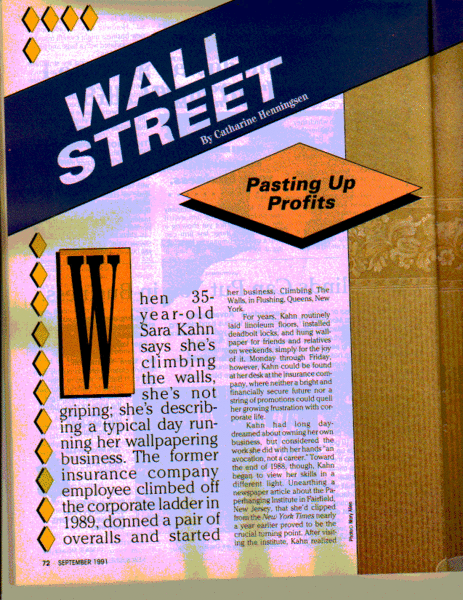 WALL
STREET
By Catharine Henningsen
Pasting Up
Profits
When 35-
year-old
Sara Kahn
says she's
climbing
the walls,
she's not
griping; she's describ-
ing a typical day run-
ning her wallpapering
business. The former
insurance company
employee climbed off
the corporate ladder in
1989, donned a pair of
overalls and started
her business, Climbing The
Walls, in Flushing, Queens, New
York.
For years, Kahn routinely
laid linoleum floors, installed
deadbolt locks, and hung wall-
paper for friends and relatives
on weekends, simply for the joy
of it. Monday through Friday,
however, Kahn could be found
at her desk at the insurance com-
pany, where neither a bright and
financially secure future nor a
string of promotions could quell
her growing frustration with cor-
porate life.
Kahn had long day-
dreamed about owning her own
business, but considered the
work she did with her hands "an
avocation, not a career." Toward
the end of 1988, though, Kahn
began to view her skills in a
different light. Unearthing a
newspaper article about the Pa-
perhanging Institute in Fairfield,
New Jersey, that she'd clipped
from the New York Times nearly
a year earlier proved to be the
crucial turning point. After visit-
ing the institute, Kahn realized
72 SEPTEMBER 1991